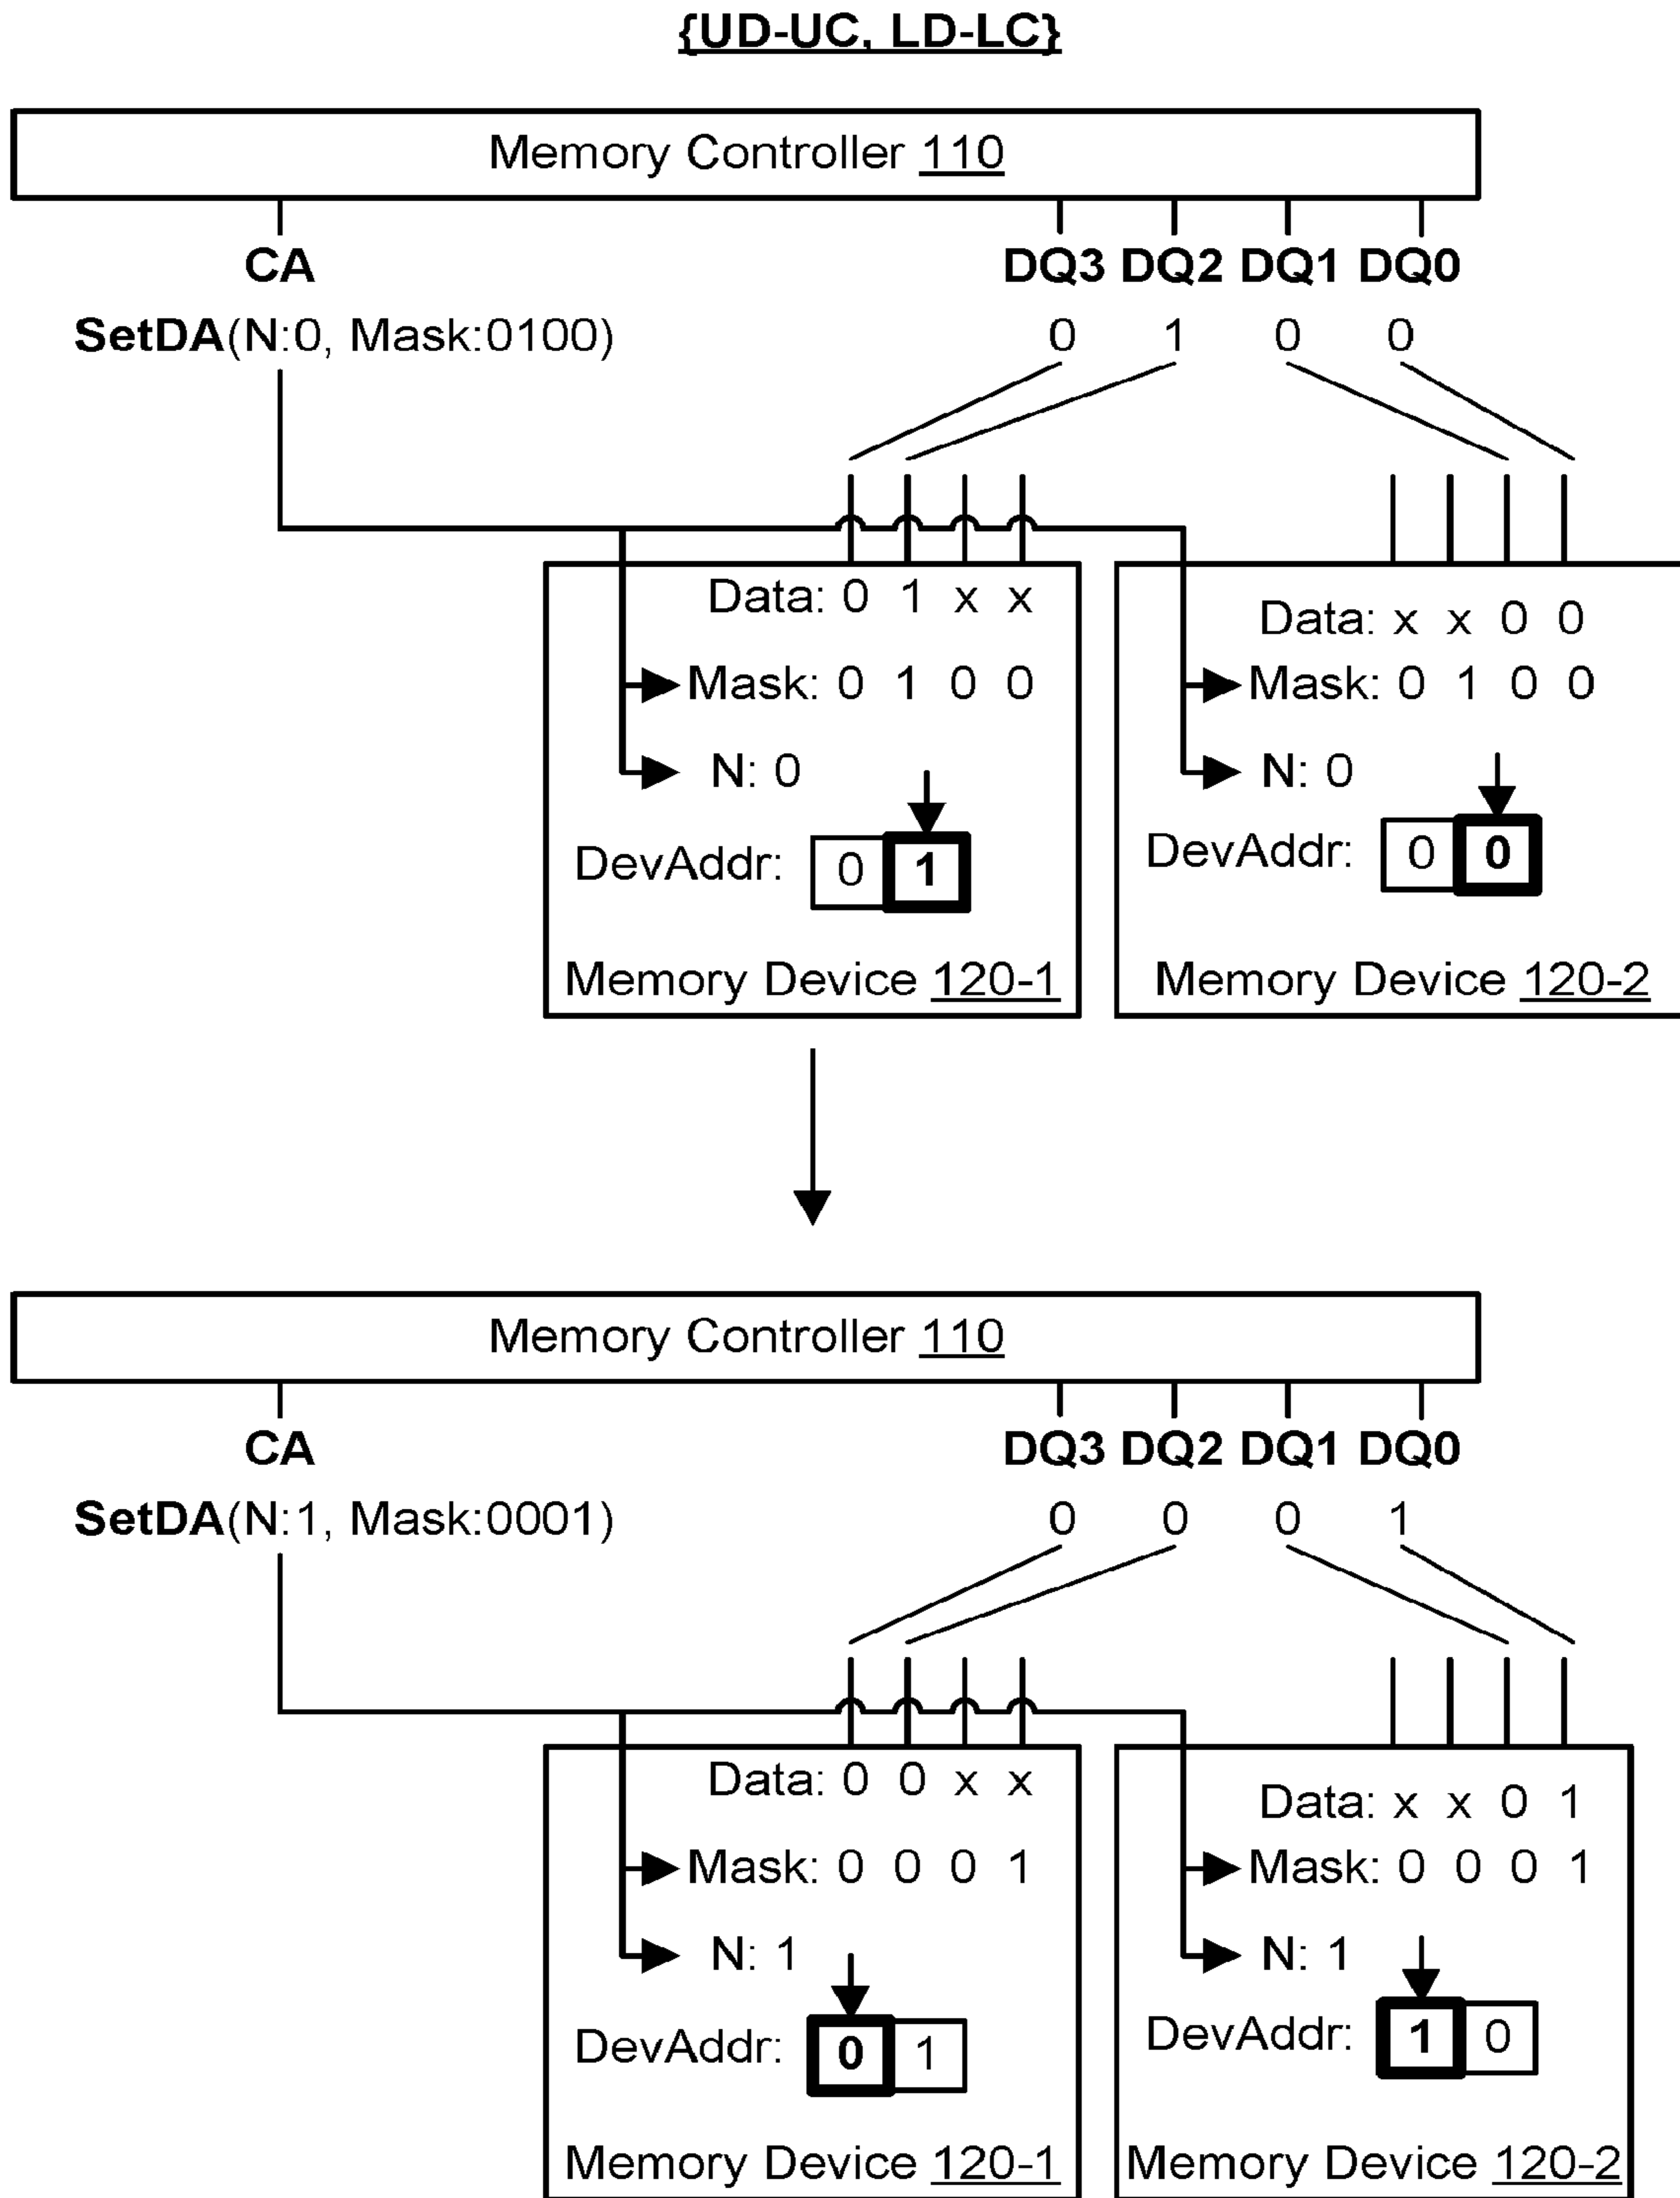 {UD-UC, LD-LC}
Memory Controller 110
CA DQ3 DQ2 DQ1 DQ0
SetDA(N:0, Mask:0100) 0 1 0 0
Data: 0 1 x x
Data: x x 0 0
Mask: 0 1 0 0
Mask: 0 1 0 0
N: 0
N: 0
DevAddr: 0 1
DevAddr: 0 0
Memory Device 120-1
Memory Device 120-2
Memory Controller 110
CA DQ3 DQ2 DQ1 DQ0
SetDA(N:1, Mask:0001) 0 0 0 1
Data: 0 0 x x
Data: x x 0 1
Mask: 0 0 0 1
Mask: 0 0 0 1
N: 1
N: 1
DevAddr: 0 1
DevAddr: 1 0
Memory Device 120-1
Memory Device 120-2